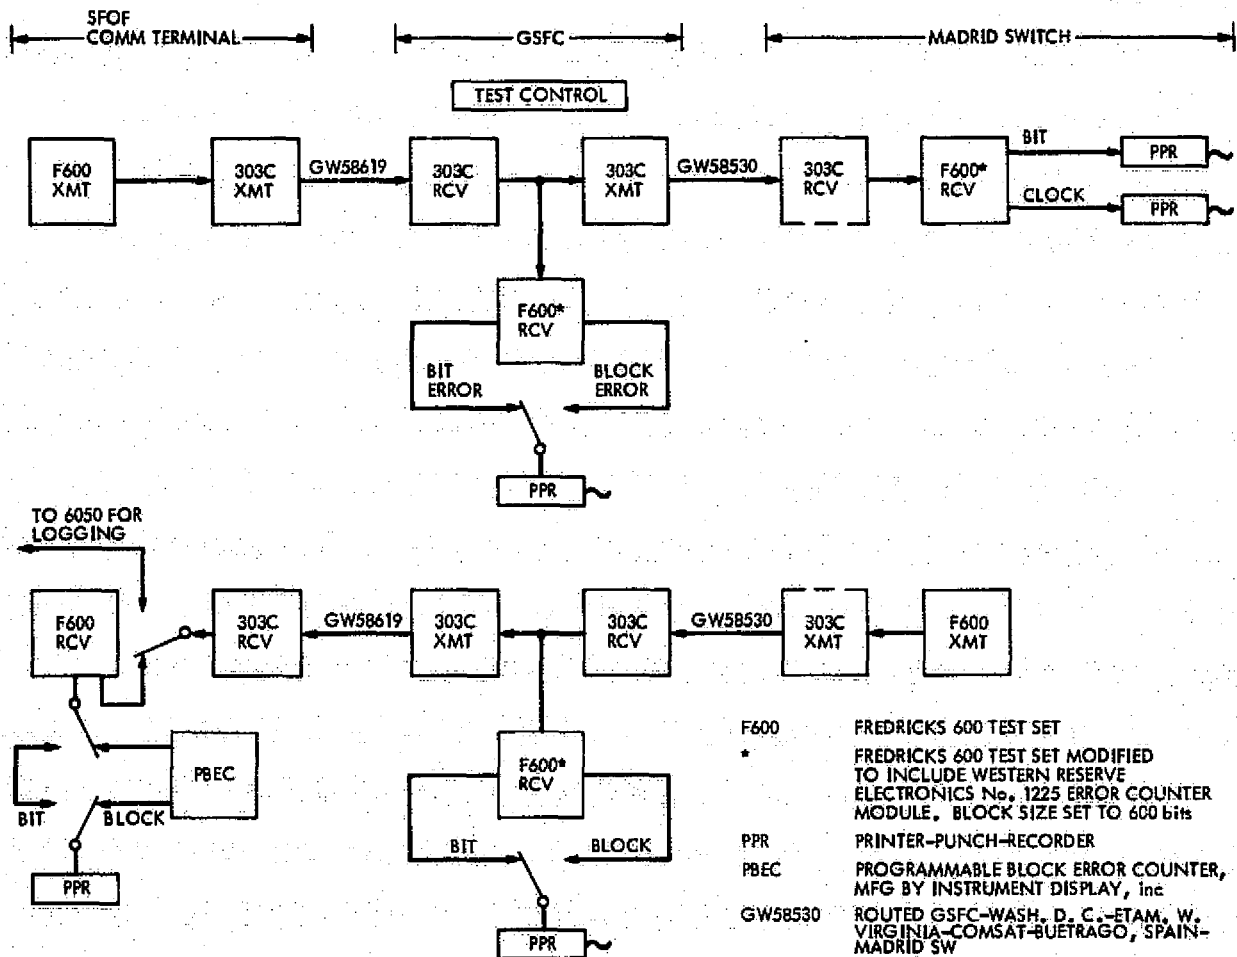 SFOF
COMM TERMINAL
GSFC
MADRID SWITCH
TEST CONTROL
F600
XMT
303C
XMT
GW58619
303C
RCV
303C
XMT
GW58530
303C
RCV
F600*
RCV
BIT
PPR
CLOCK
PPR
F600*
RCV
BIT
ERROR
BLOCK
ERROR
PPR
TO 6050 FOR
LOGGING
F600
RCV
303C
RCV
GW58619
303C
XMT
303C
RCV
GW58530
303C
XMT
F600
XMT
PBEC
BIT
BLOCK
PPR
F600*
RCV
BIT
BLOCK
PPR
F600 FREDRICKS 600 TEST SET
* FREDRICKS 600 TEST SET MODIFIED
TO INCLUDE WESTERN RESERVE
ELECTRONICS No. 1225 ERROR COUNTER
MODULE. BLOCK SIZE SET TO 600 bits
PPR PRINTER-PUNCH-RECORDER
PBEC PROGRAMMABLE BLOCK ERROR COUNTER,
MFG BY INSTRUMENT DISPLAY, inc
GW58530 ROUTED GSFC-WASH. D. C.-ETAM, W.
VIRGINIA-COMSAT-BUETRAGO, SPAIN-
MADRID SW